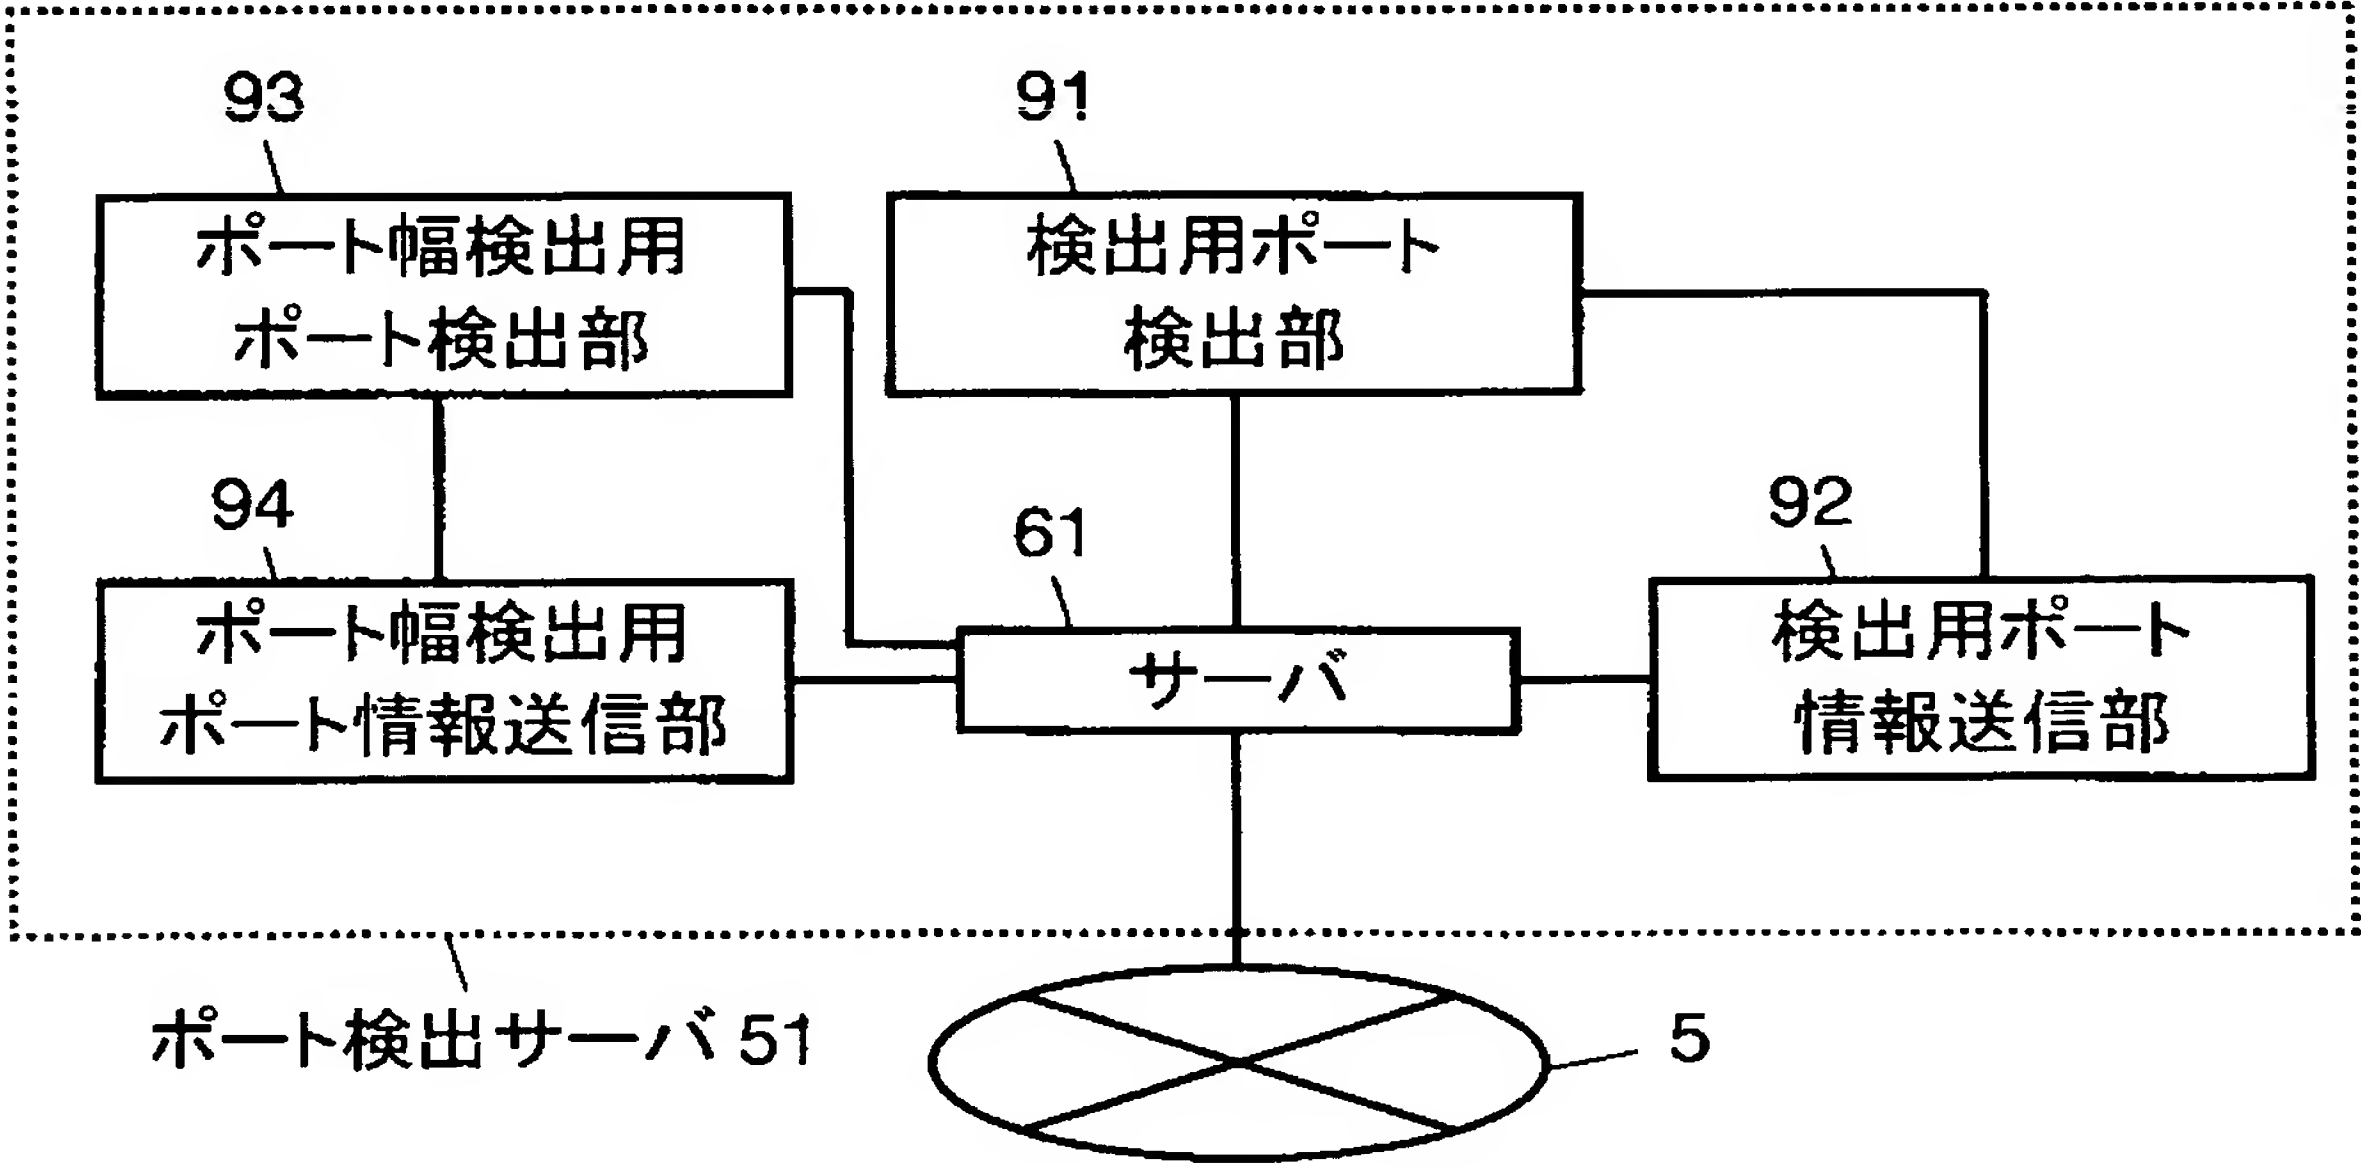 93
ポート幅検出用
ポート検出部
91
検出用ポート
検出部
94
ポート幅検出用
ポート情報送信部
61
サーバ
92
検出用ポート
情報送信部
ポート検出サーバ 51
5